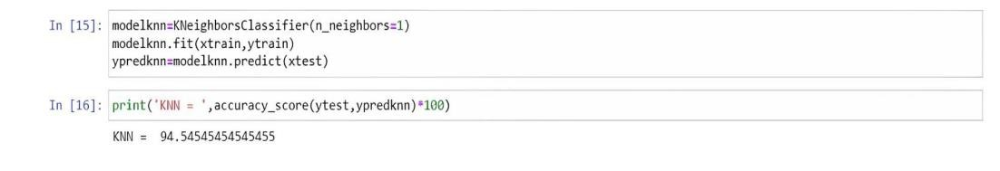 In [15]: modelknn=KNeighborsClassifier(n_neighbors=1)
modelknn.fit(xtrain,ytrain)
ypredknn=modelknn.predict(xtest)
In [16]: print('KNN = ',accuracy_score(ytest,ypredknn)*100)
KNN =  94.54545454545455